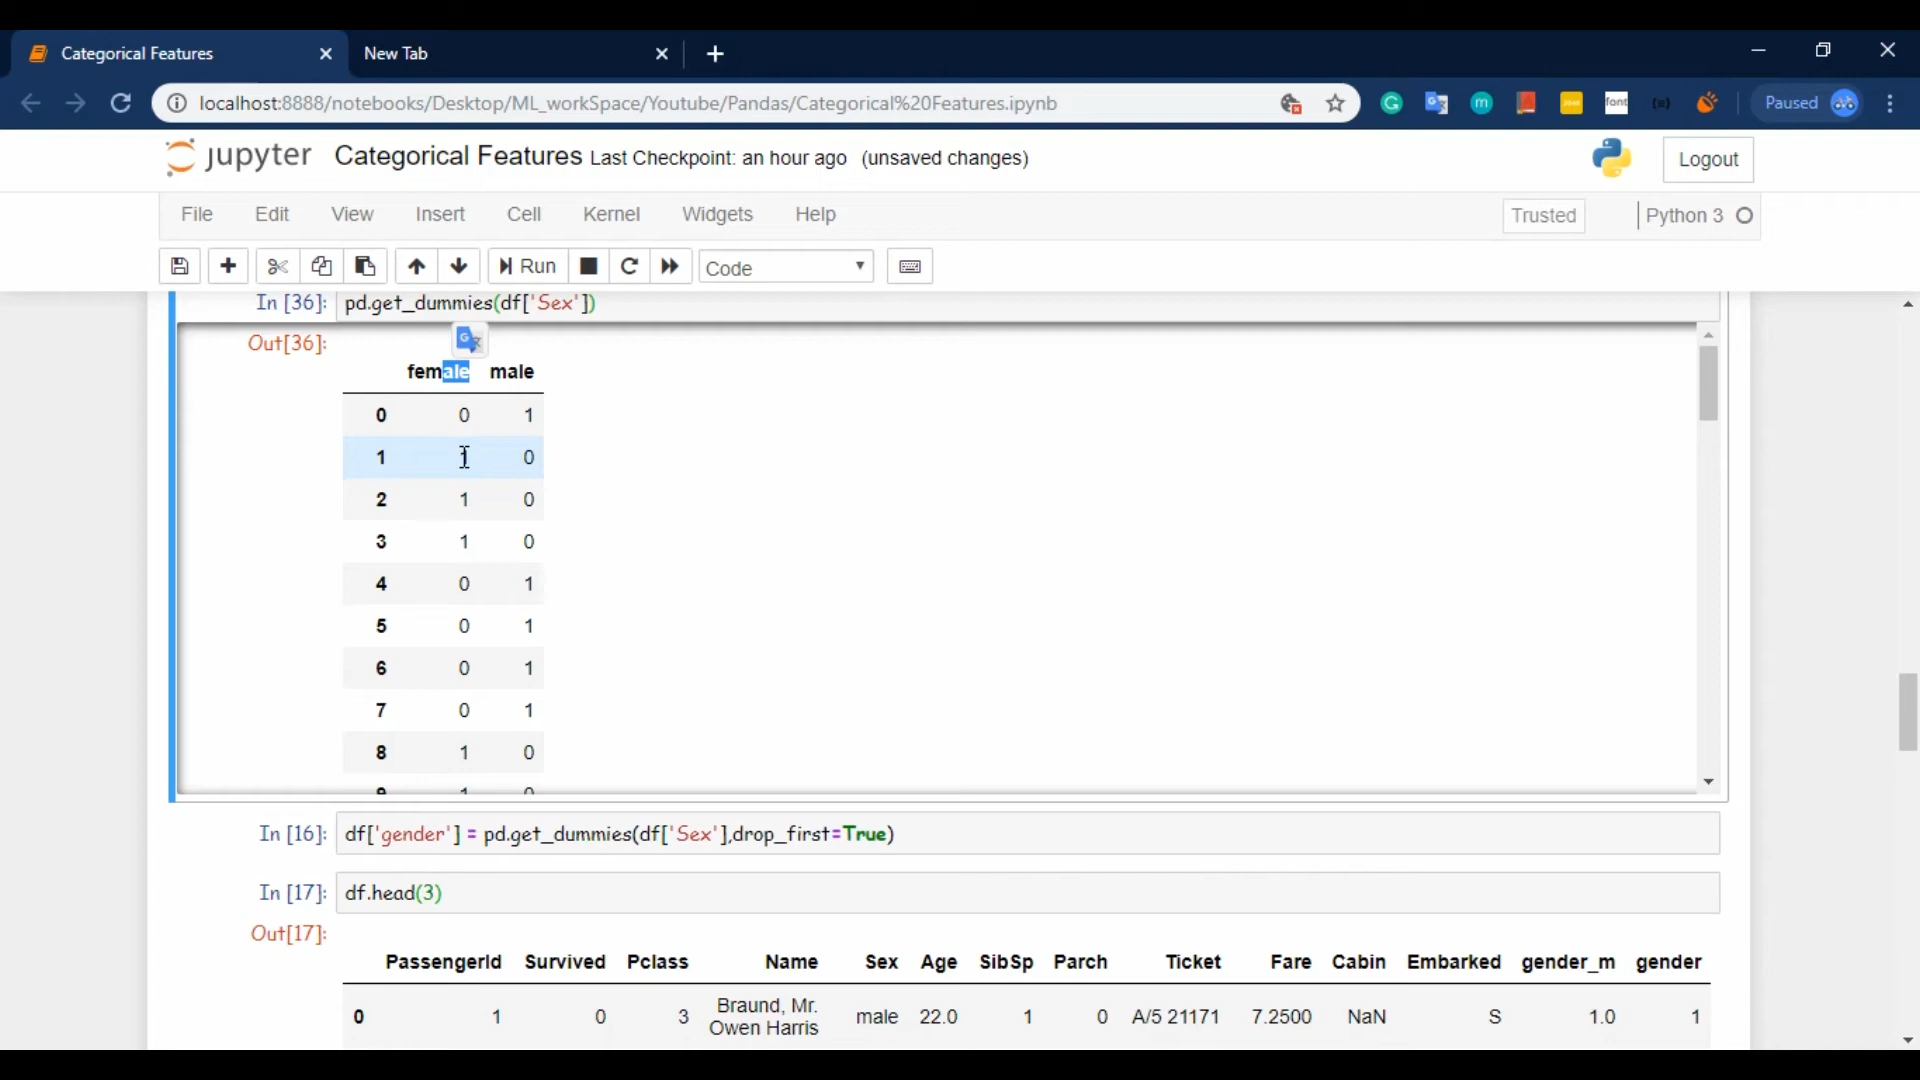 Categorical Features
New Tab
localhost:8888/notebooks/Desktop/ML_workSpace/Youtube/Pandas/Categorical%20Features.ipynb
Paused
jupyter Categorical Features Last Checkpoint: an hour ago (unsaved changes)
Logout
File Edit View Insert Cell Kernel Widgets Help
Trusted
Python 3
Run
Code
In [36]: pd.get_dummies(df['Sex'])
Out[36]:
female male
0 0 1
1 1 0
2 1 0
3 1 0
4 0 1
5 0 1
6 0 1
7 0 1
8 1 0
9 1 0
In [16]: df['gender'] = pd.get_dummies(df['Sex'],drop_first=True)
In [17]: df.head(3)
Out[17]:
PassengerId Survived Pclass Name Sex Age SibSp Parch Ticket Fare Cabin Embarked gender_m gender
0 1 0 3 Braund, Mr. Owen Harris male 22.0 1 0 A/5 21171 7.2500 NaN S 1.0 1